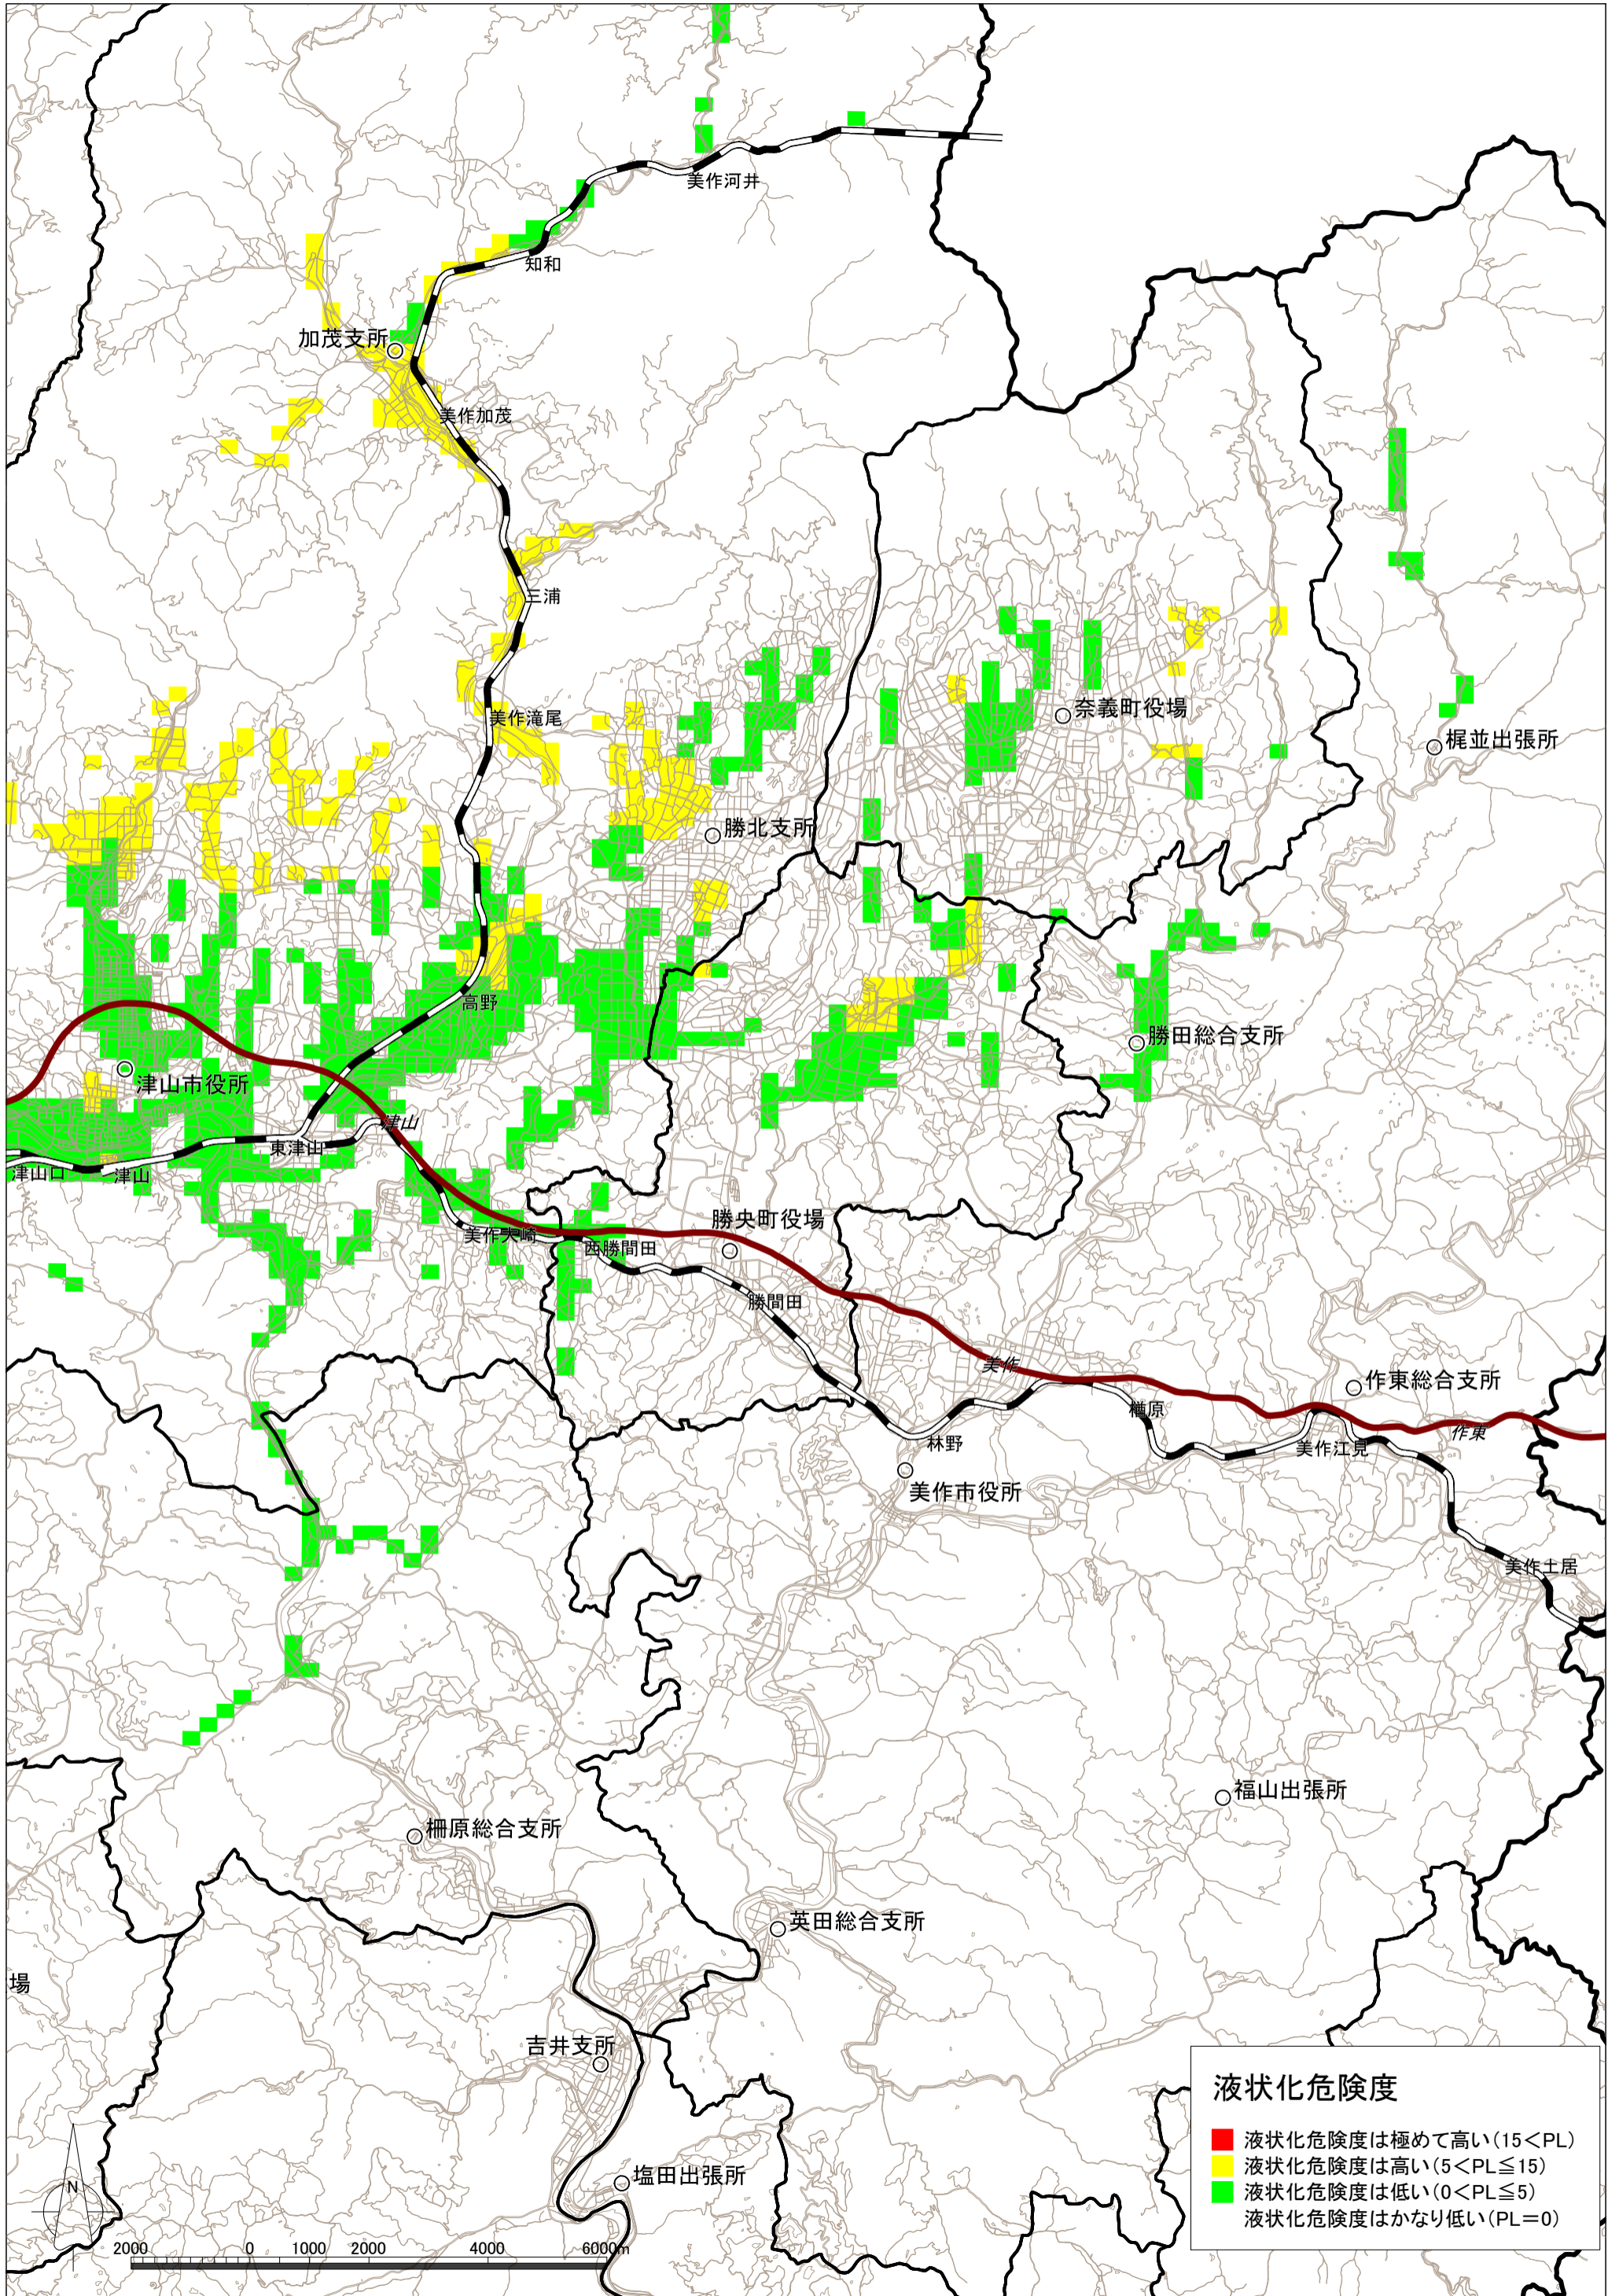 美作河井
知和
加茂支所
美作加茂
三浦
美作滝尾
奈義町役場
梶並出張所
勝北支所
高野
勝田総合支所
津山市役所
津山
東津山
津山口
津山
勝央町役場
美作大崎
西勝間田
勝間田
美作
作東総合支所
楢原
作東
林野
美作江見
美作市役所
美作土居
福山出張所
柵原総合支所
英田総合支所
場
吉井支所
塩田出張所
液状化危険度
液状化危険度は極めて高い(15<PL)
液状化危険度は高い(5<PL≦15)
液状化危険度は低い(0<PL≦5)
液状化危険度はかなり低い(PL=0)
N
2000 0 1000 2000 4000 6000m